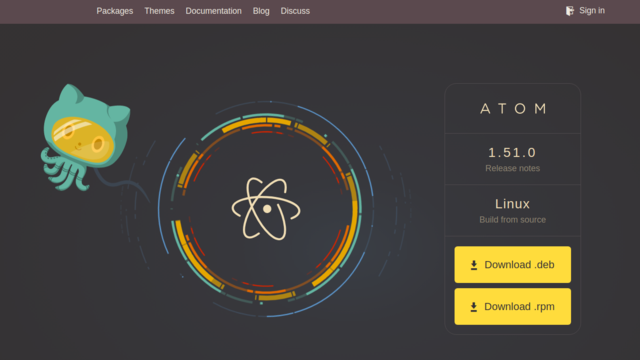 Packages Themes Documentation Blog Discuss Sign in
ATOM
1.51.0
Release notes
Linux
Build from source
Download .deb
Download .rpm